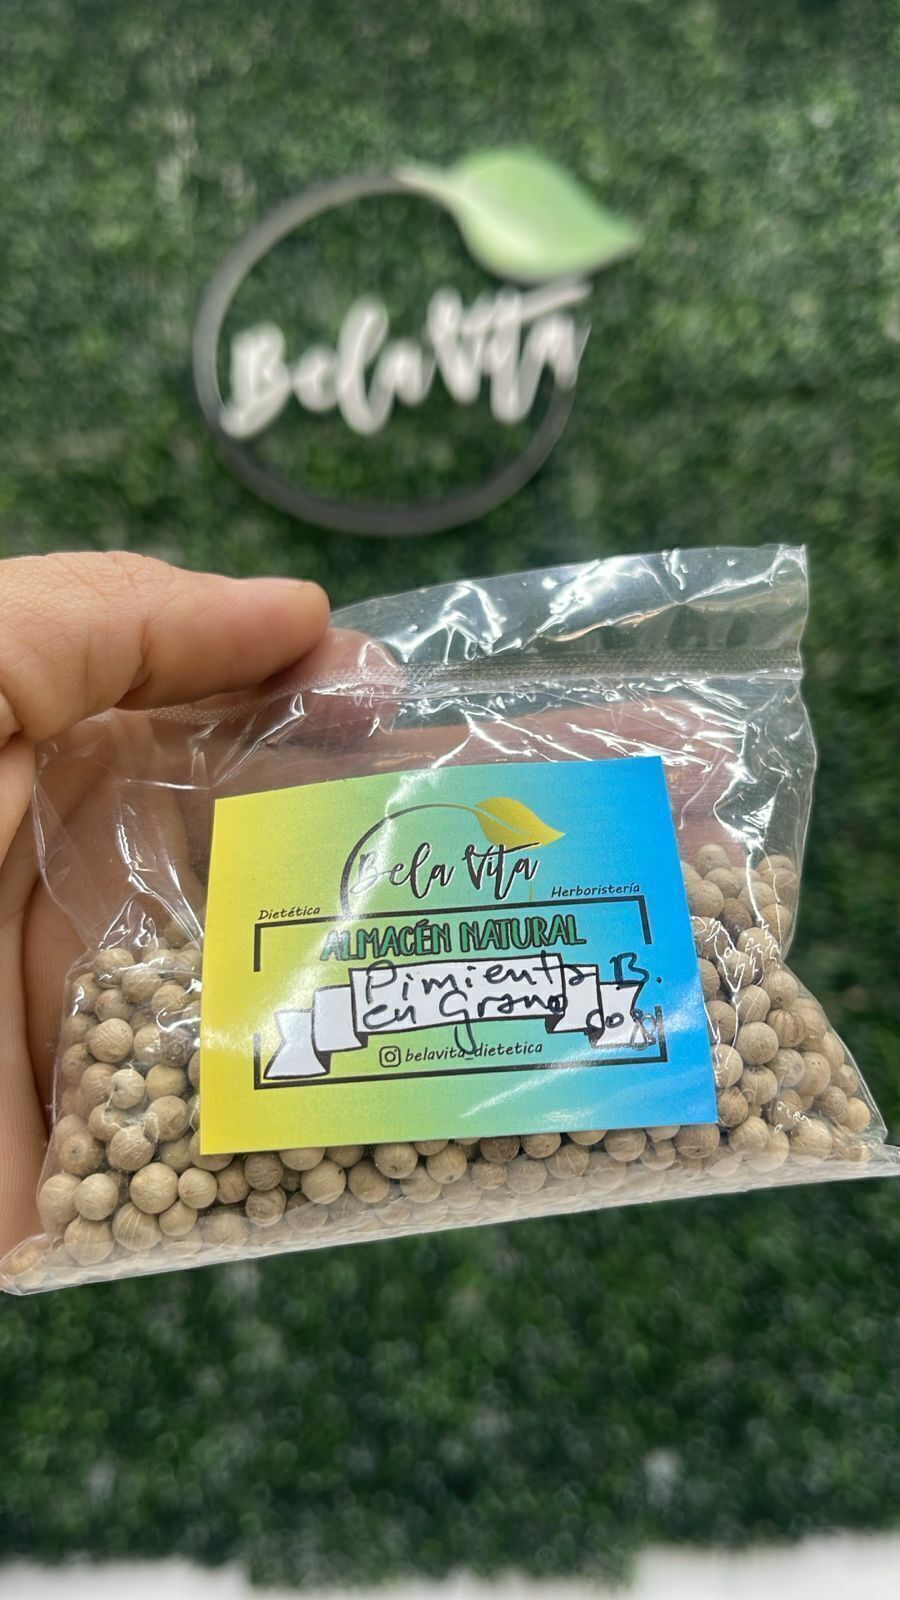 Bela Vita
Bela Vita
Dietética
Herboristería
ALMACÉN NATURAL
Pimienta B.
en Grano
belavita_dietetica